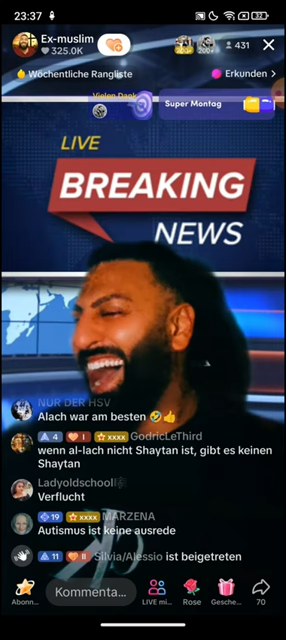 23:37
32
Ex-muslim
325.0K
200+
431
Wöchentliche Rangliste
Erkunden >
Vielen Dank
Super Montag
LIVE
BREAKING
NEWS
NUR DER HSV
Alach war am besten 🤣👍
4 I xxxx GodricLeThird
wenn al-lach nicht Shaytan ist, gibt es keinen
Shaytan
Ladyoldschool
Verflucht
19 xxxx MARZENA
Autismus ist keine ausrede
11 II Silvia/Alessio ist beigetreten
Abonn...
Kommenta...
LIVE mi...
Rose
Gesche...
70